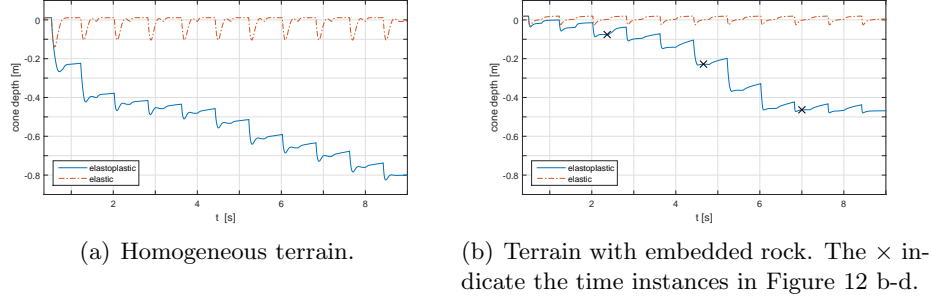 0
-0.2
-0.4
-0.6
-0.8
cone depth [m]
elastoplastic
elastic
2
4
6
8
t [s]
(a) Homogeneous terrain.
0
-0.2
-0.4
-0.6
-0.8
cone depth [m]
elastoplastic
elastic
2
4
6
8
t [s]
(b) Terrain with embedded rock. The × in-
dicate the time instances in Figure 12 b-d.